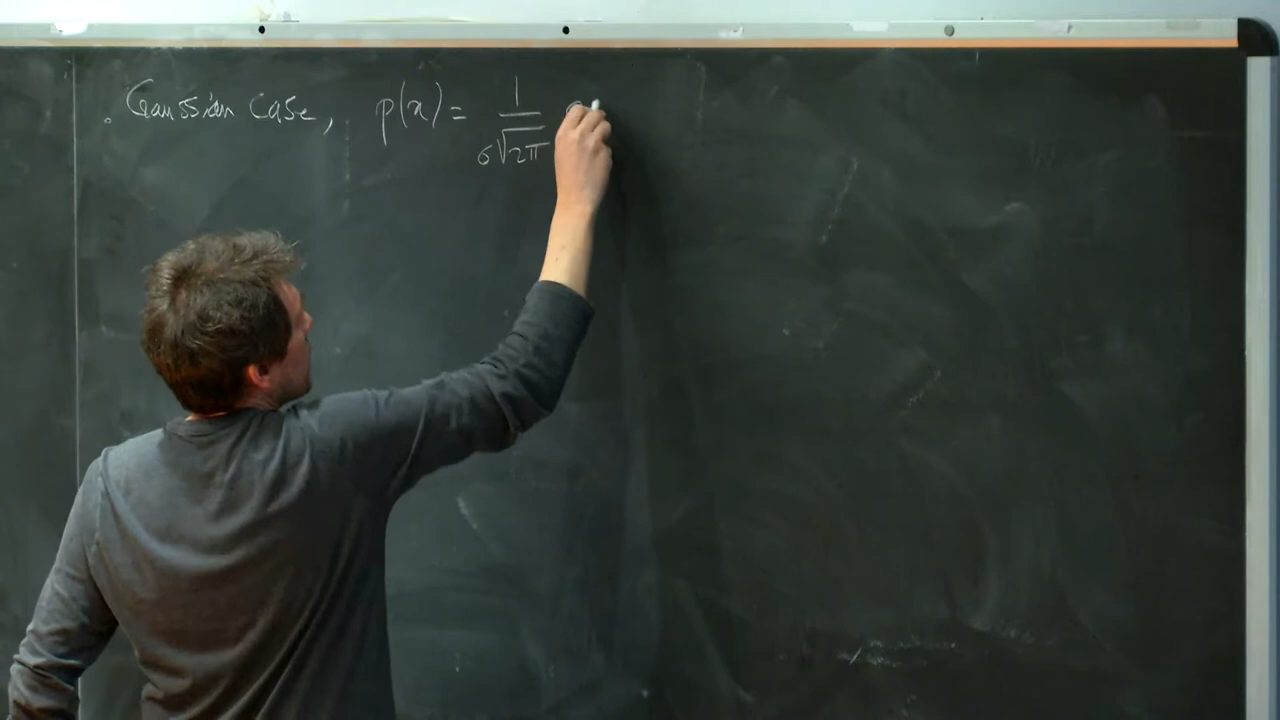 . Gaussian Case, p(x) = 1/σ√2π e